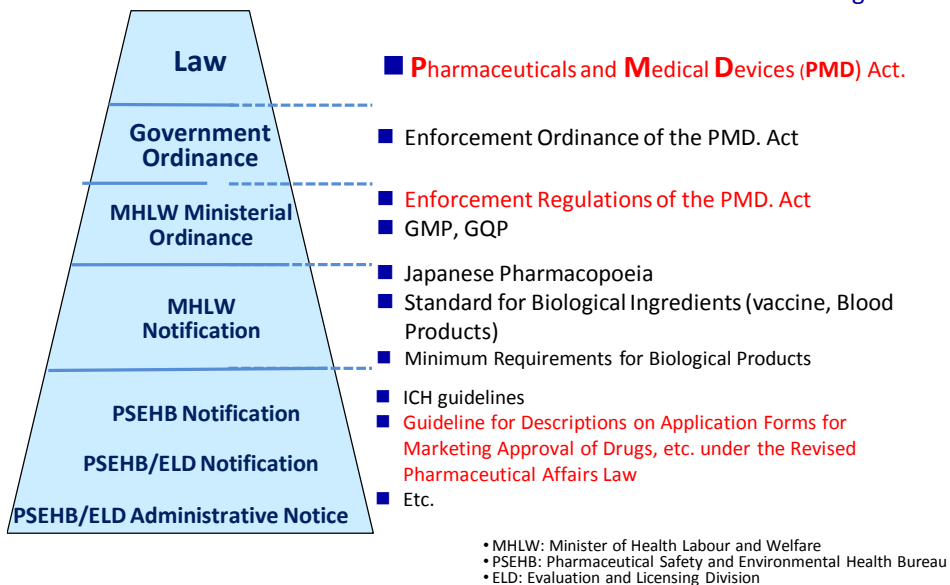 Law
■ Pharmaceuticals and Medical Devices (PMD) Act.
Government
Ordinance
■ Enforcement Ordinance of the PMD. Act
MHLW Ministerial
Ordinance
■ Enforcement Regulations of the PMD. Act
■ GMP, GQP
MHLW
Notification
■ Japanese Pharmacopoeia
■ Standard for Biological Ingredients (vaccine, Blood
Products)
■ Minimum Requirements for Biological Products
PSEHB Notification
PSEHB/ELD Notification
PSEHB/ELD Administrative Notice
■ ICH guidelines
■ Guideline for Descriptions on Application Forms for
Marketing Approval of Drugs, etc. under the Revised
Pharmaceutical Affairs Law
■ Etc.
• MHLW: Minister of Health Labour and Welfare
• PSEHB: Pharmaceutical Safety and Environmental Health Bureau
• ELD: Evaluation and Licensing Division